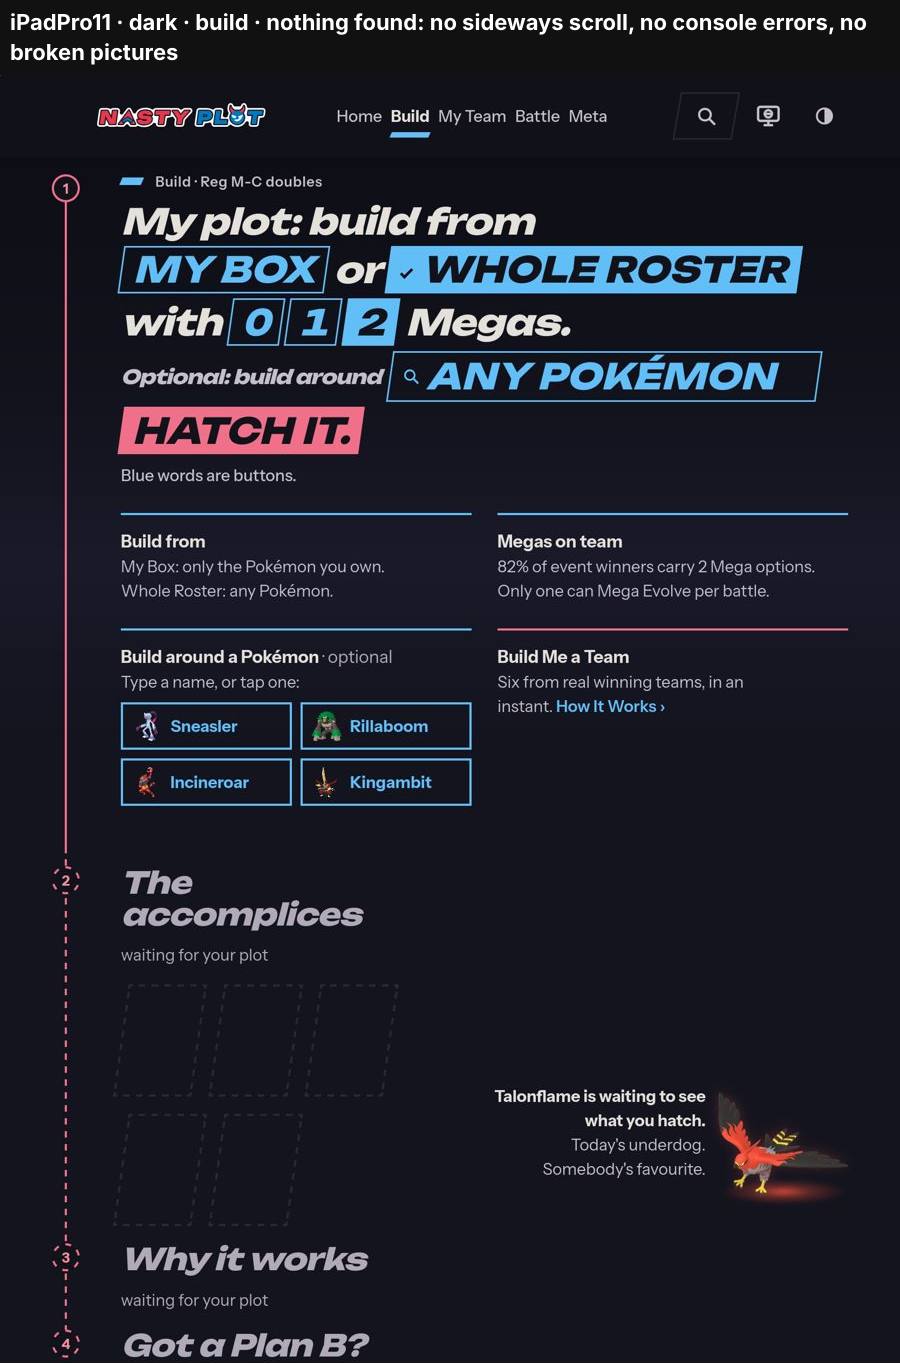 iPadPro11 · dark · build · nothing found: no sideways scroll, no console errors, no
broken pictures
NASTY PLOT
Home Build My Team Battle Meta
1
Build · Reg M-C doubles
My plot: build from
MY BOX or WHOLE ROSTER
with 0 1 2 Megas.
Optional: build around ANY POKÉMON
HATCH IT.
Blue words are buttons.
Build from
My Box: only the Pokémon you own.
Whole Roster: any Pokémon.
Megas on team
82% of event winners carry 2 Mega options.
Only one can Mega Evolve per battle.
Build around a Pokémon · optional
Type a name, or tap one:
Sneasler
Rillaboom
Incineroar
Kingambit
Build Me a Team
Six from real winning teams, in an
instant. How It Works ›
2
The
accomplices
waiting for your plot
Talonflame is waiting to see
what you hatch.
Today's underdog.
Somebody's favourite.
3
Why it works
waiting for your plot
4
Got a Plan B?